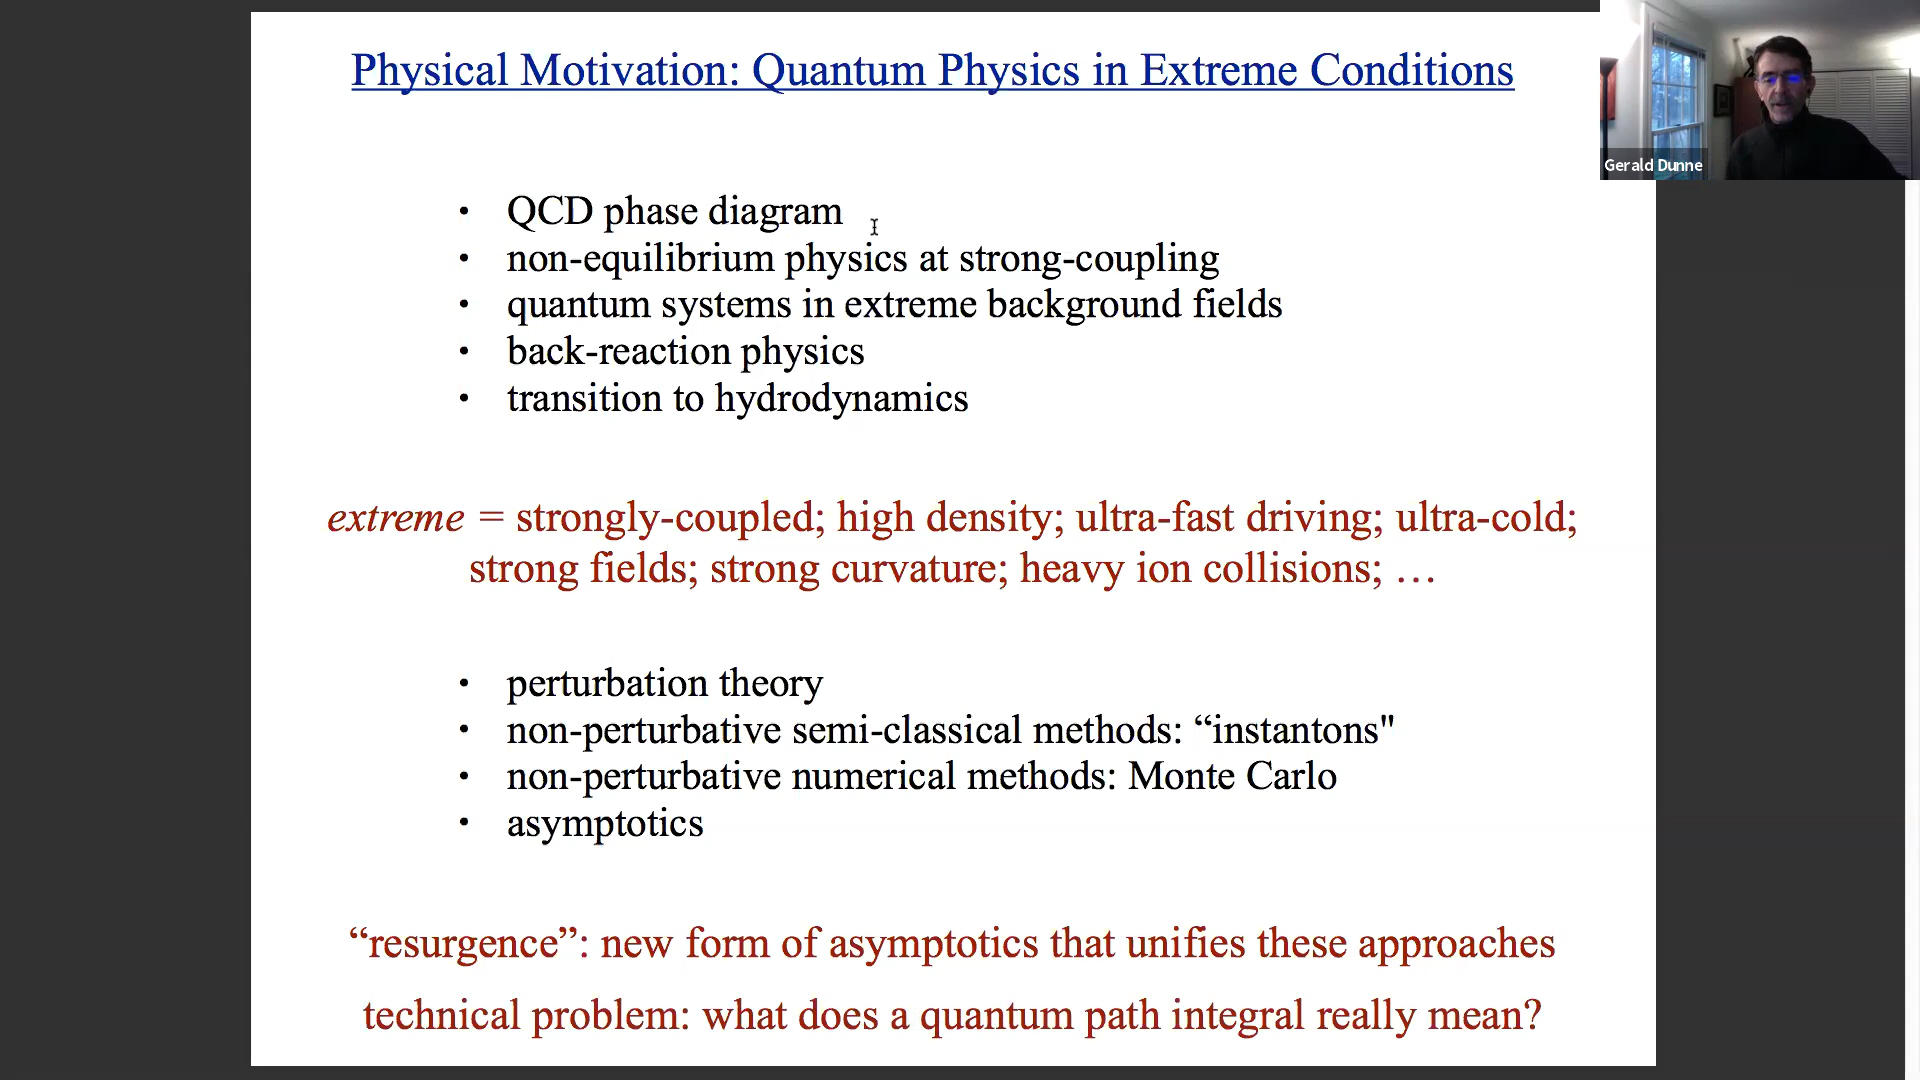 Physical Motivation: Quantum Physics in Extreme Conditions
Gerald Dunne
• QCD phase diagram
• non-equilibrium physics at strong-coupling
• quantum systems in extreme background fields
• back-reaction physics
• transition to hydrodynamics
extreme = strongly-coupled; high density; ultra-fast driving; ultra-cold;
strong fields; strong curvature; heavy ion collisions; …
• perturbation theory
• non-perturbative semi-classical methods: “instantons"
• non-perturbative numerical methods: Monte Carlo
• asymptotics
“resurgence”: new form of asymptotics that unifies these approaches
technical problem: what does a quantum path integral really mean?